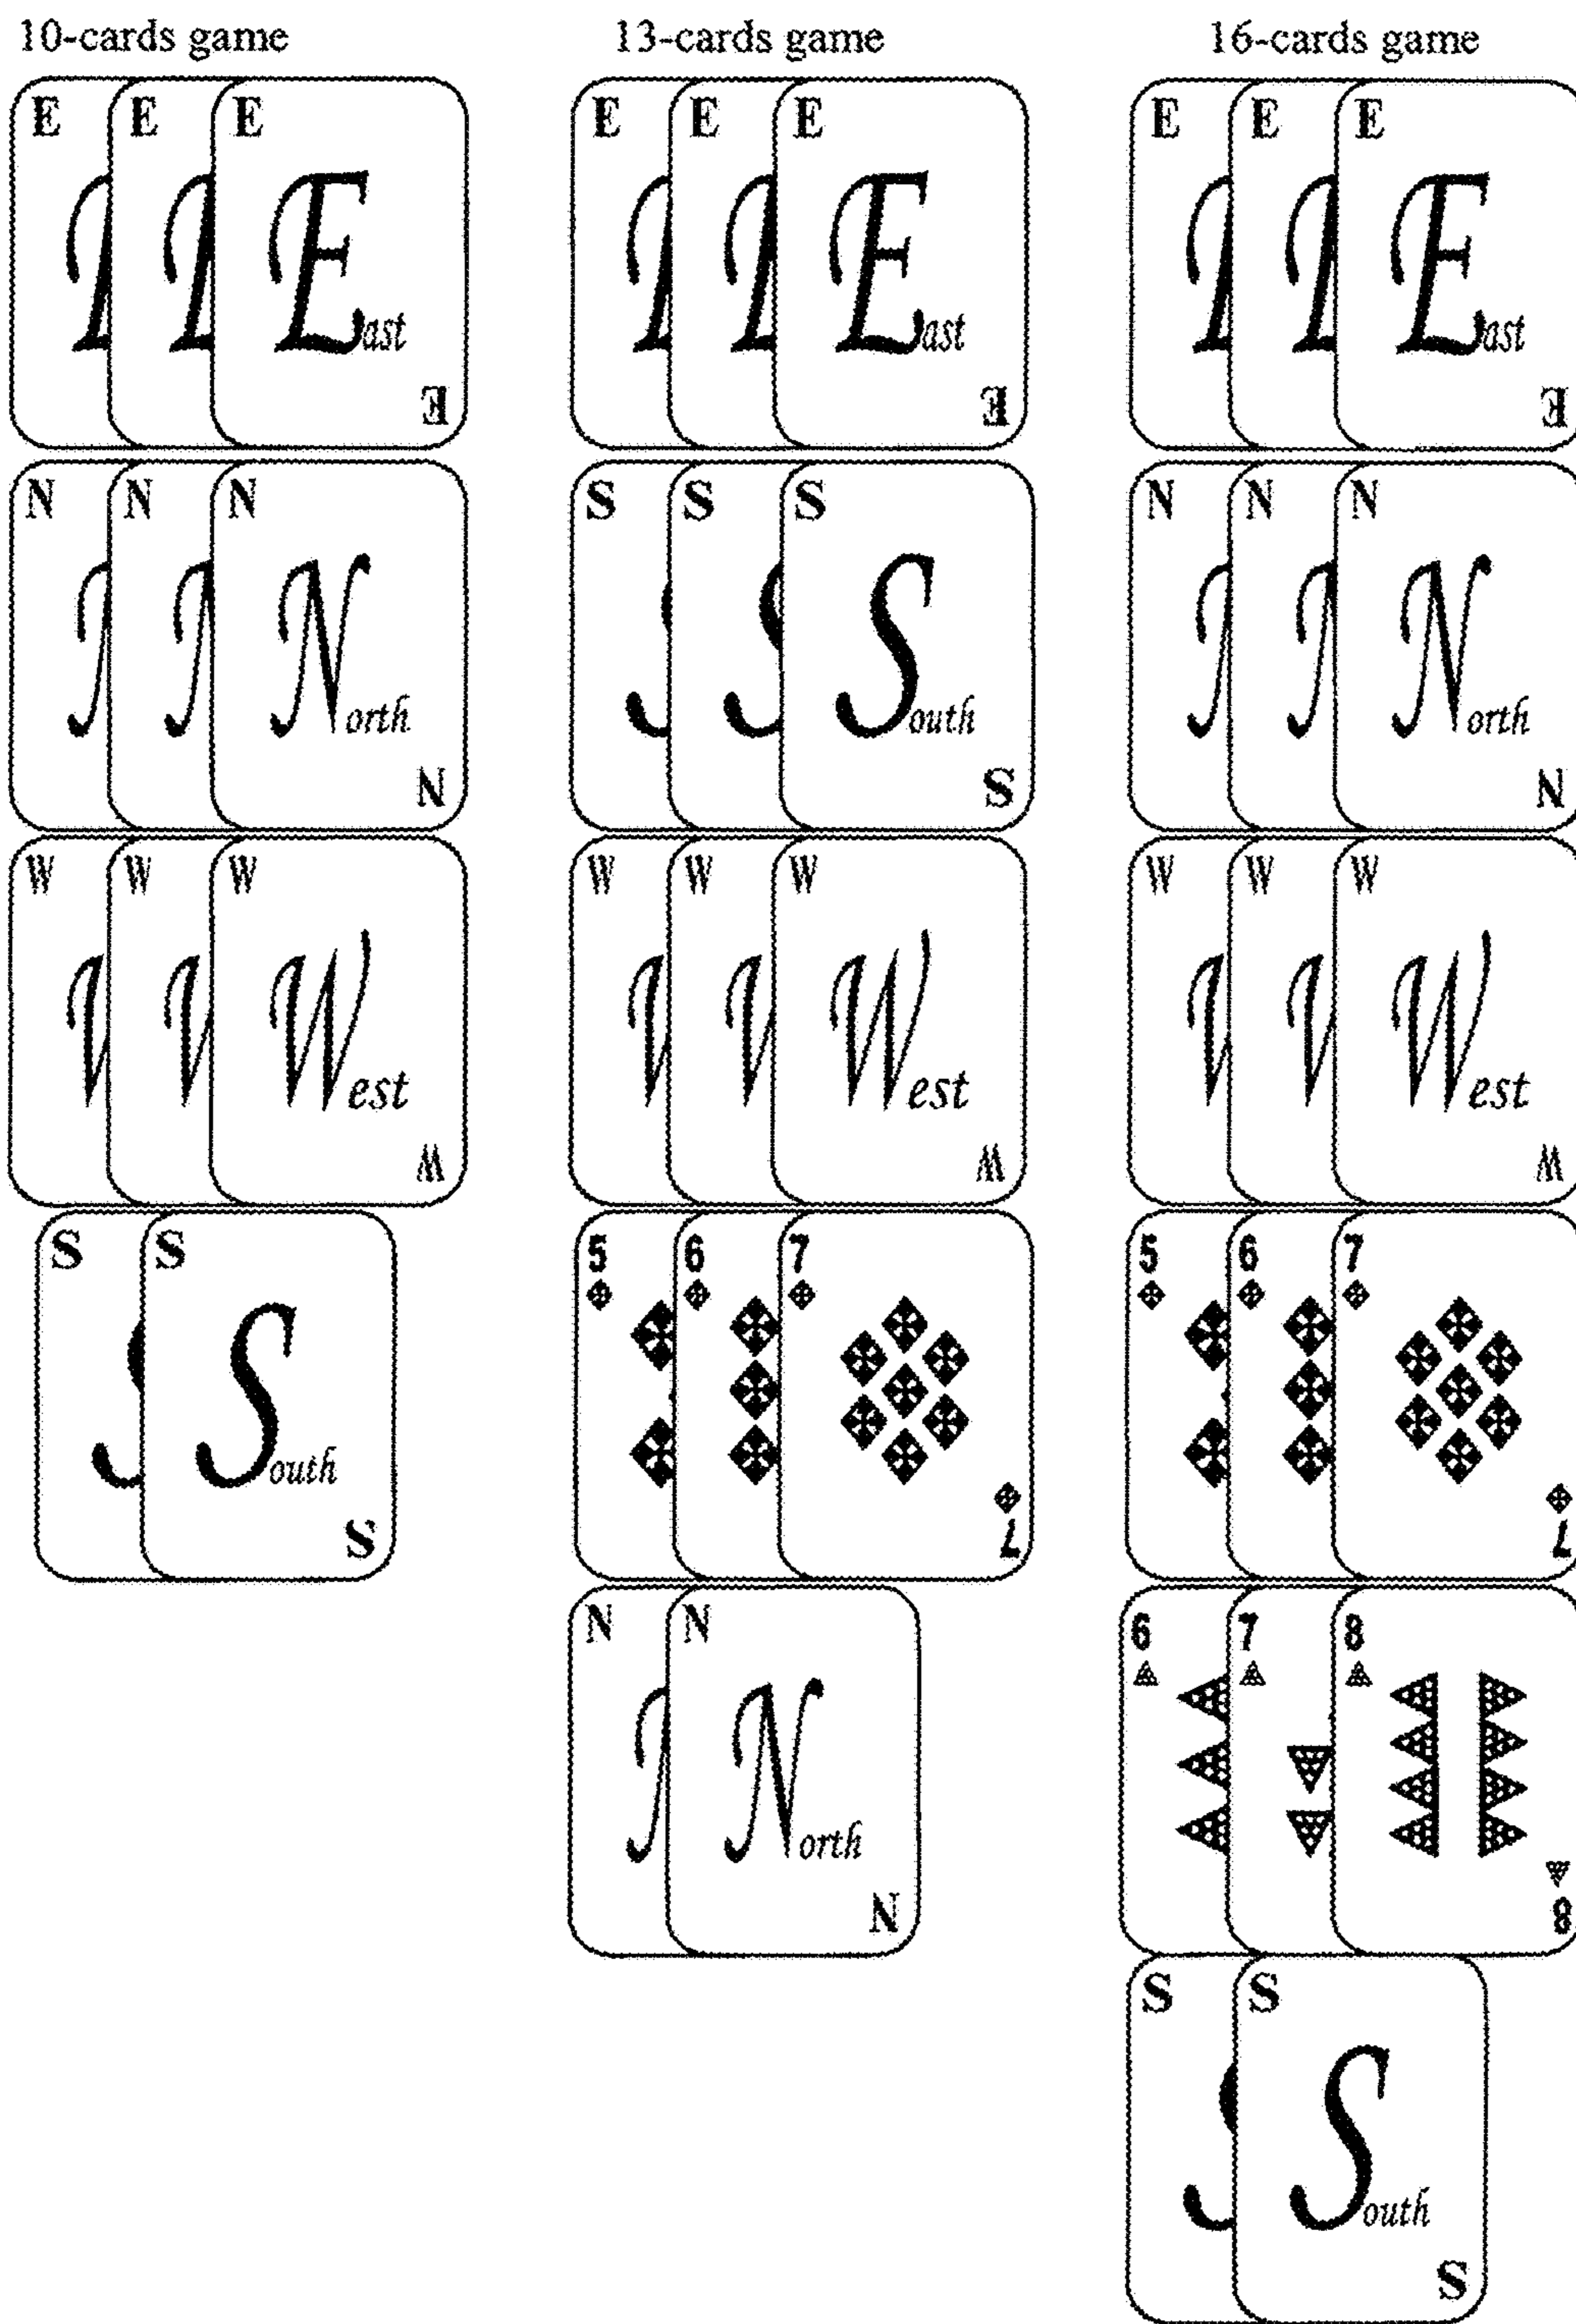 10-cards game 13-cards game 16-cards game
E E E E E E E E E
East East East
E E E
N N N S S S N N N
North South North
N S N
W W W W W W W W W
West West West
W W W
S S 5 6 7 5 6 7
South
S 7 7
N N 6 7 8
North
N 8
S S
South
S